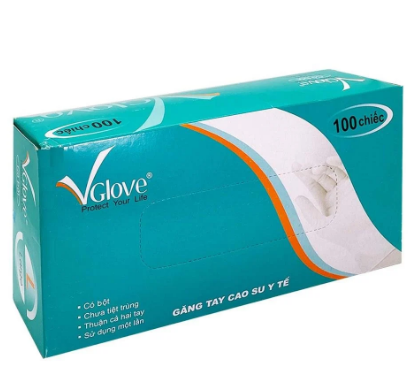 100 chiếc
VGlove®
Protect Your Life
100 chiếc
• Có bột
• Chưa tiệt trùng
• Thuận cả hai tay
• Sử dụng một lần
GĂNG TAY CAO SU Y TẾ